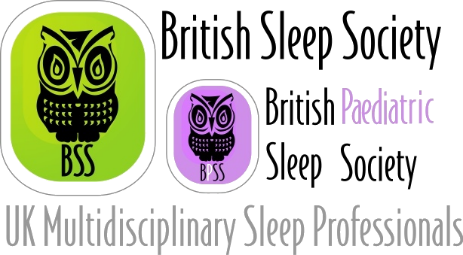 British Sleep Society
BSS
British Paediatric
Sleep Society
BPSS
UK Multidisciplinary Sleep Professionals